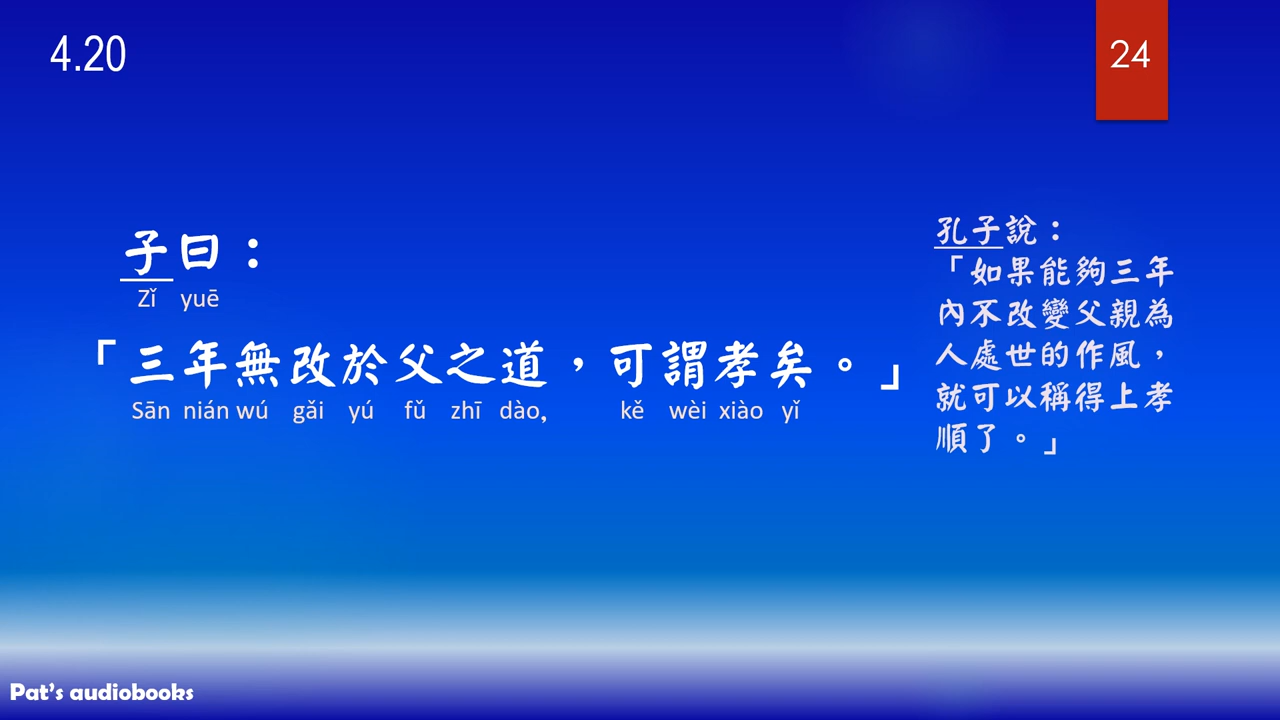 4.20
24
子曰：
Zǐ yuē
「三年無改於父之道，可謂孝矣。」
Sān nián wú gǎi yú fǔ zhī dào, kě wèi xiào yǐ
孔子說：
「如果能夠三年
內不改變父親為
人處世的作風，
就可以稱得上孝
順了。」
Pat's audiobooks